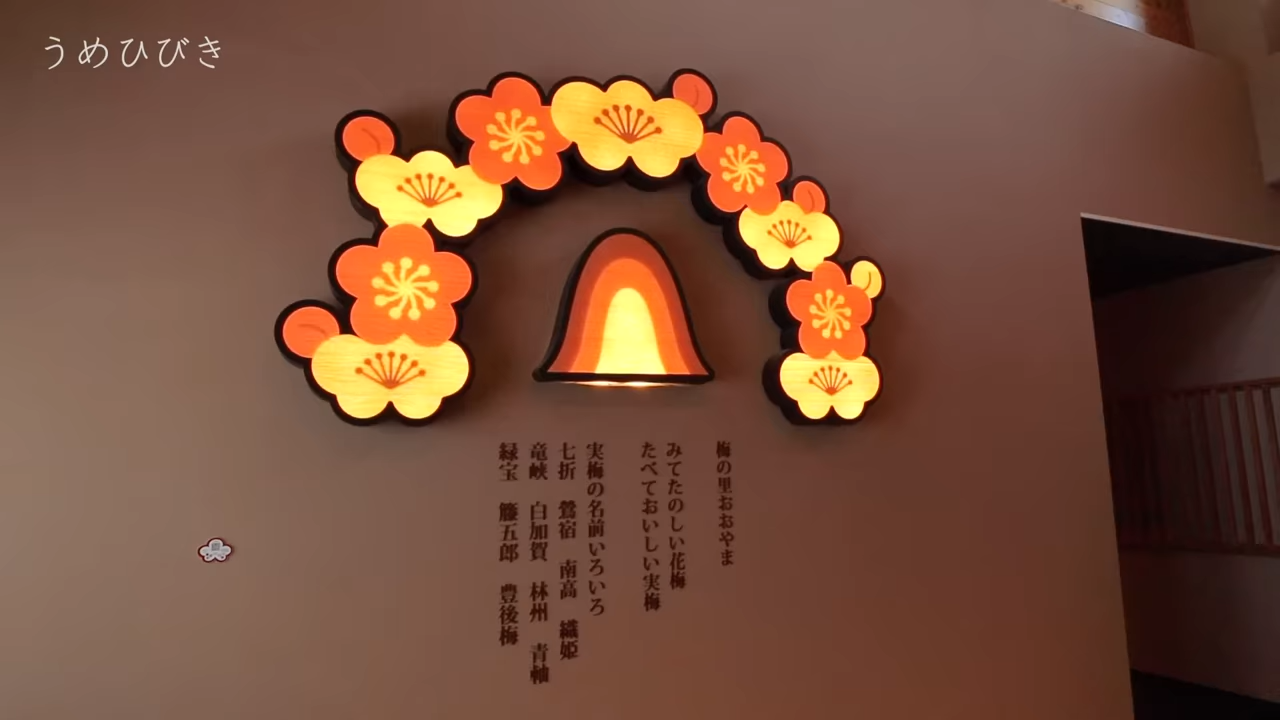 うめひびき
梅の里おおやま
みてたのしい花梅
たべておいしい実梅
実梅の名前いろいろ
七折 鶯宿 南高 織姫
竜峡 白加賀 林州 青軸
緑宝 籐五郎 豊後梅